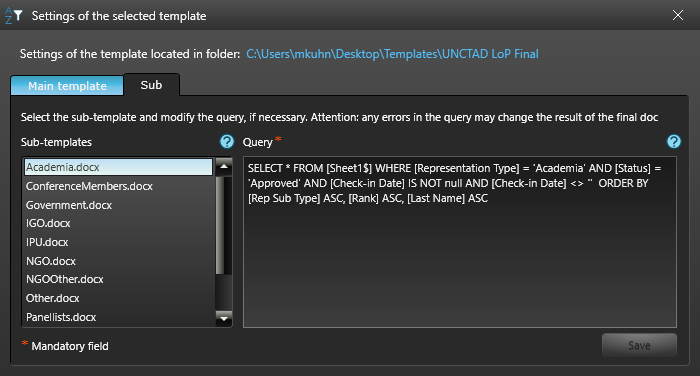 Settings of the selected template
Settings of the template located in folder: C:\Users\mkuhn\Desktop\Templates\UNCTAD LoP Final
Main template
Sub
Select the sub-template and modify the query, if necessary. Attention: any errors in the query may change the result of the final doc
Sub-templates
?
Query *
?
Academia.docx
ConferenceMembers.docx
Government.docx
IGO.docx
IPU.docx
NGO.docx
NGOOther.docx
Other.docx
Panellists.docx
SELECT * FROM [Sheet1$] WHERE [Representation Type] = 'Academia' AND [Status] =
'Approved' AND [Check-in Date] IS NOT null AND [Check-in Date] <> '' ORDER BY
[Rep Sub Type] ASC, [Rank] ASC, [Last Name] ASC
* Mandatory field
Save